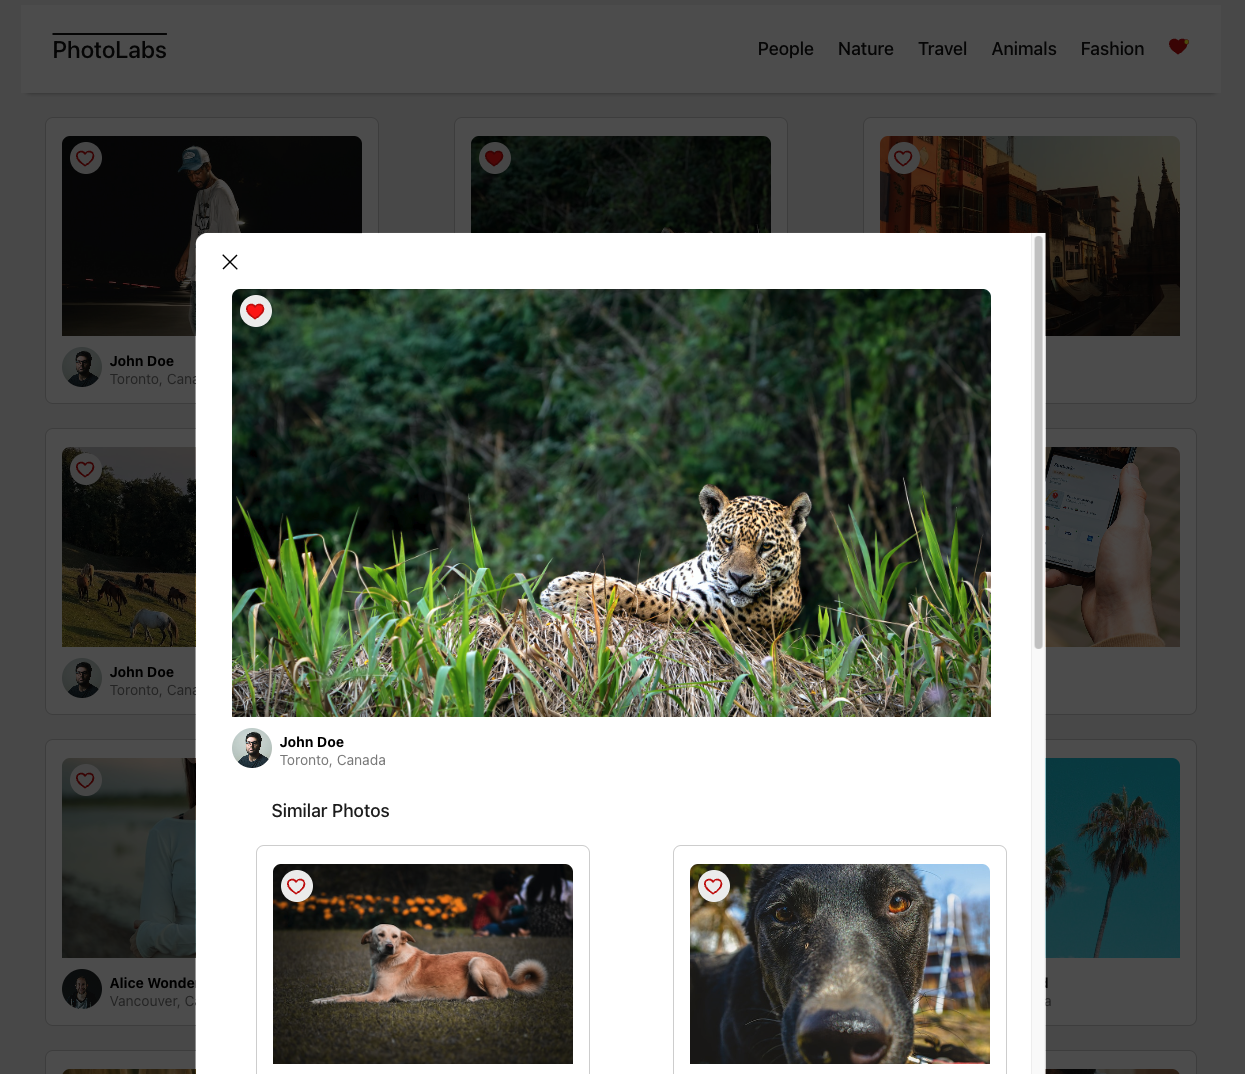 PhotoLabs
People Nature Travel Animals Fashion
John Doe
Toronto, Cana
John Doe
Toronto, Cana
Alice Wonde
Vancouver, C
John Doe
Toronto, Canada
Similar Photos